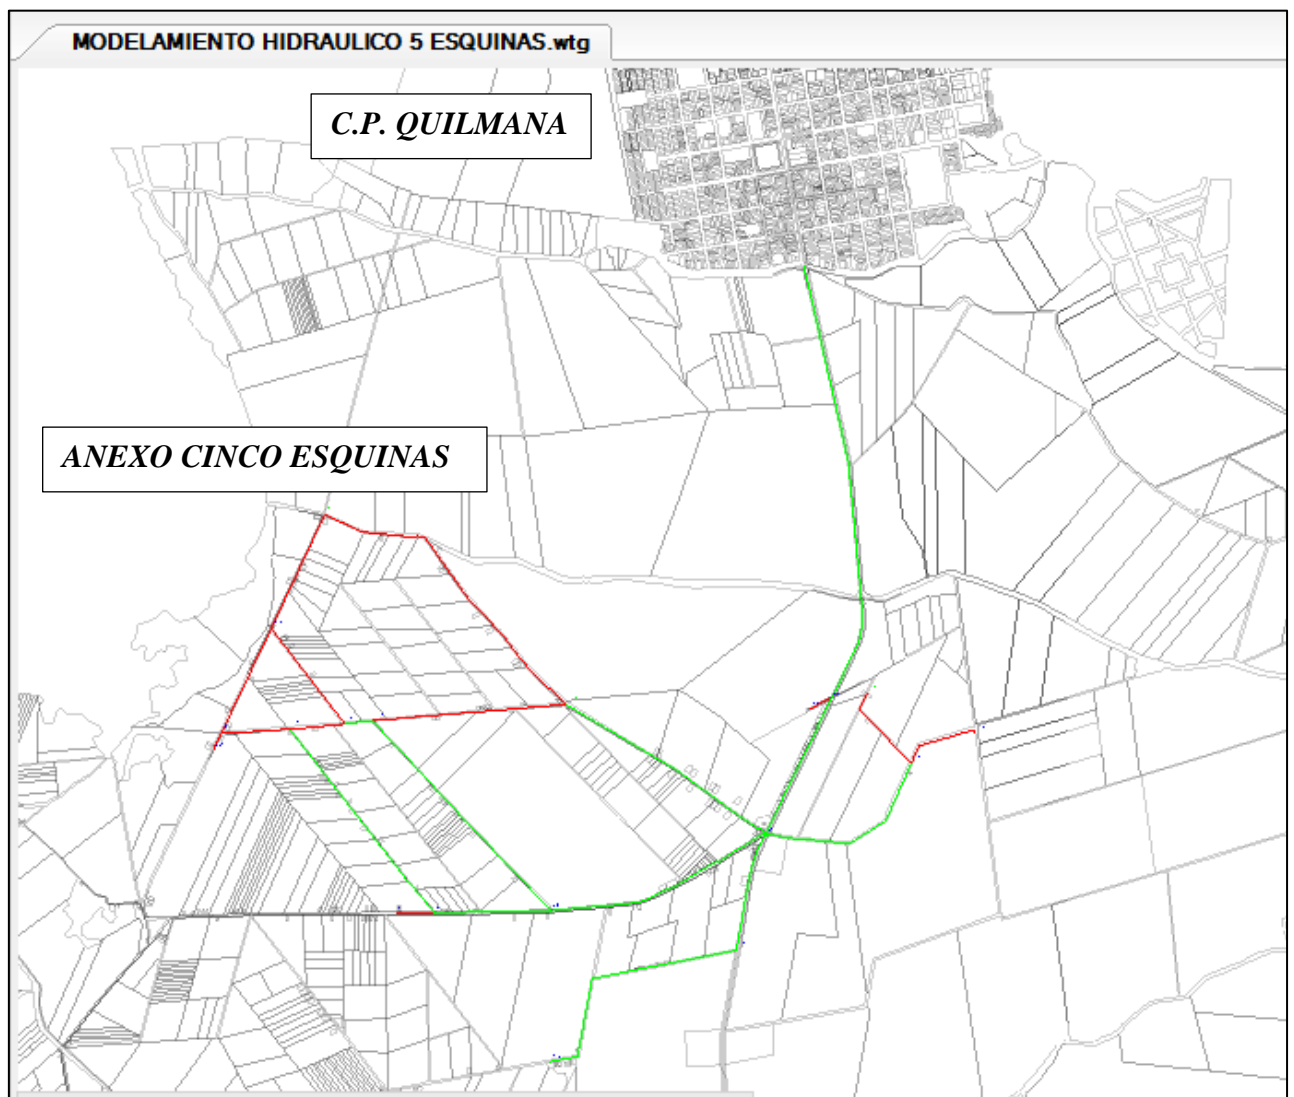 MODELAMIENTO HIDRAULICO 5 ESQUINAS.wtg
C.P. QUILMANA
ANEXO CINCO ESQUINAS